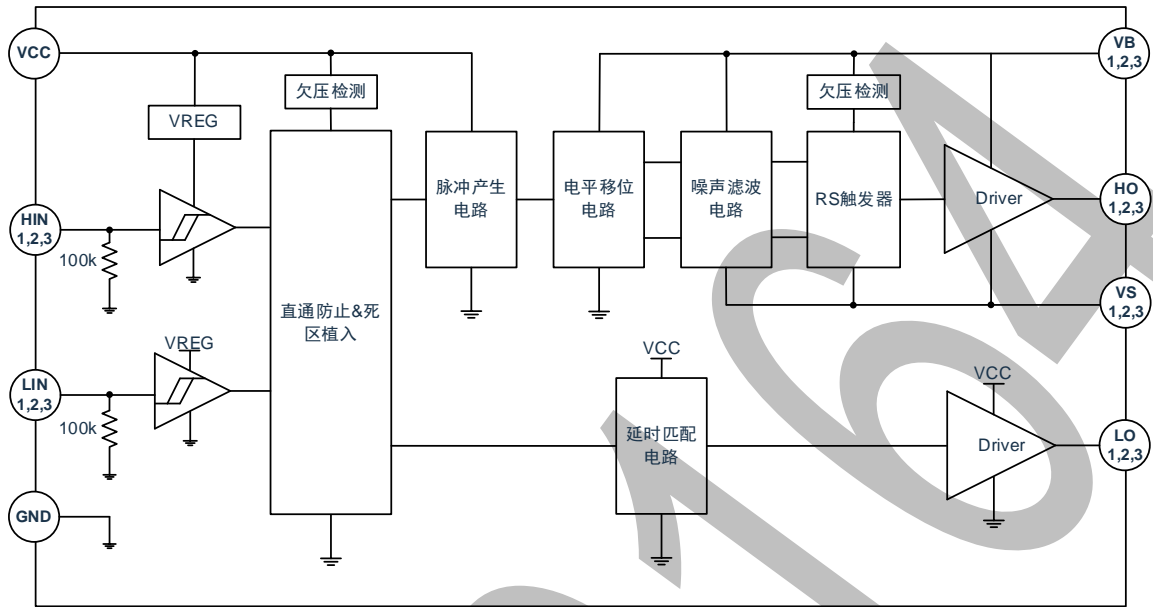 VCC
VB
1,2,3
欠压检测
欠压检测
VREG
脉冲产生
电路
电平移位
电路
噪声滤波
电路
RS触发器
Driver
HIN
1,2,3
HO
1,2,3
100k
直通防止&死
区植入
VS
1,2,3
VREG
VCC
VCC
LIN
1,2,3
100k
延时匹配
电路
Driver
LO
1,2,3
GND